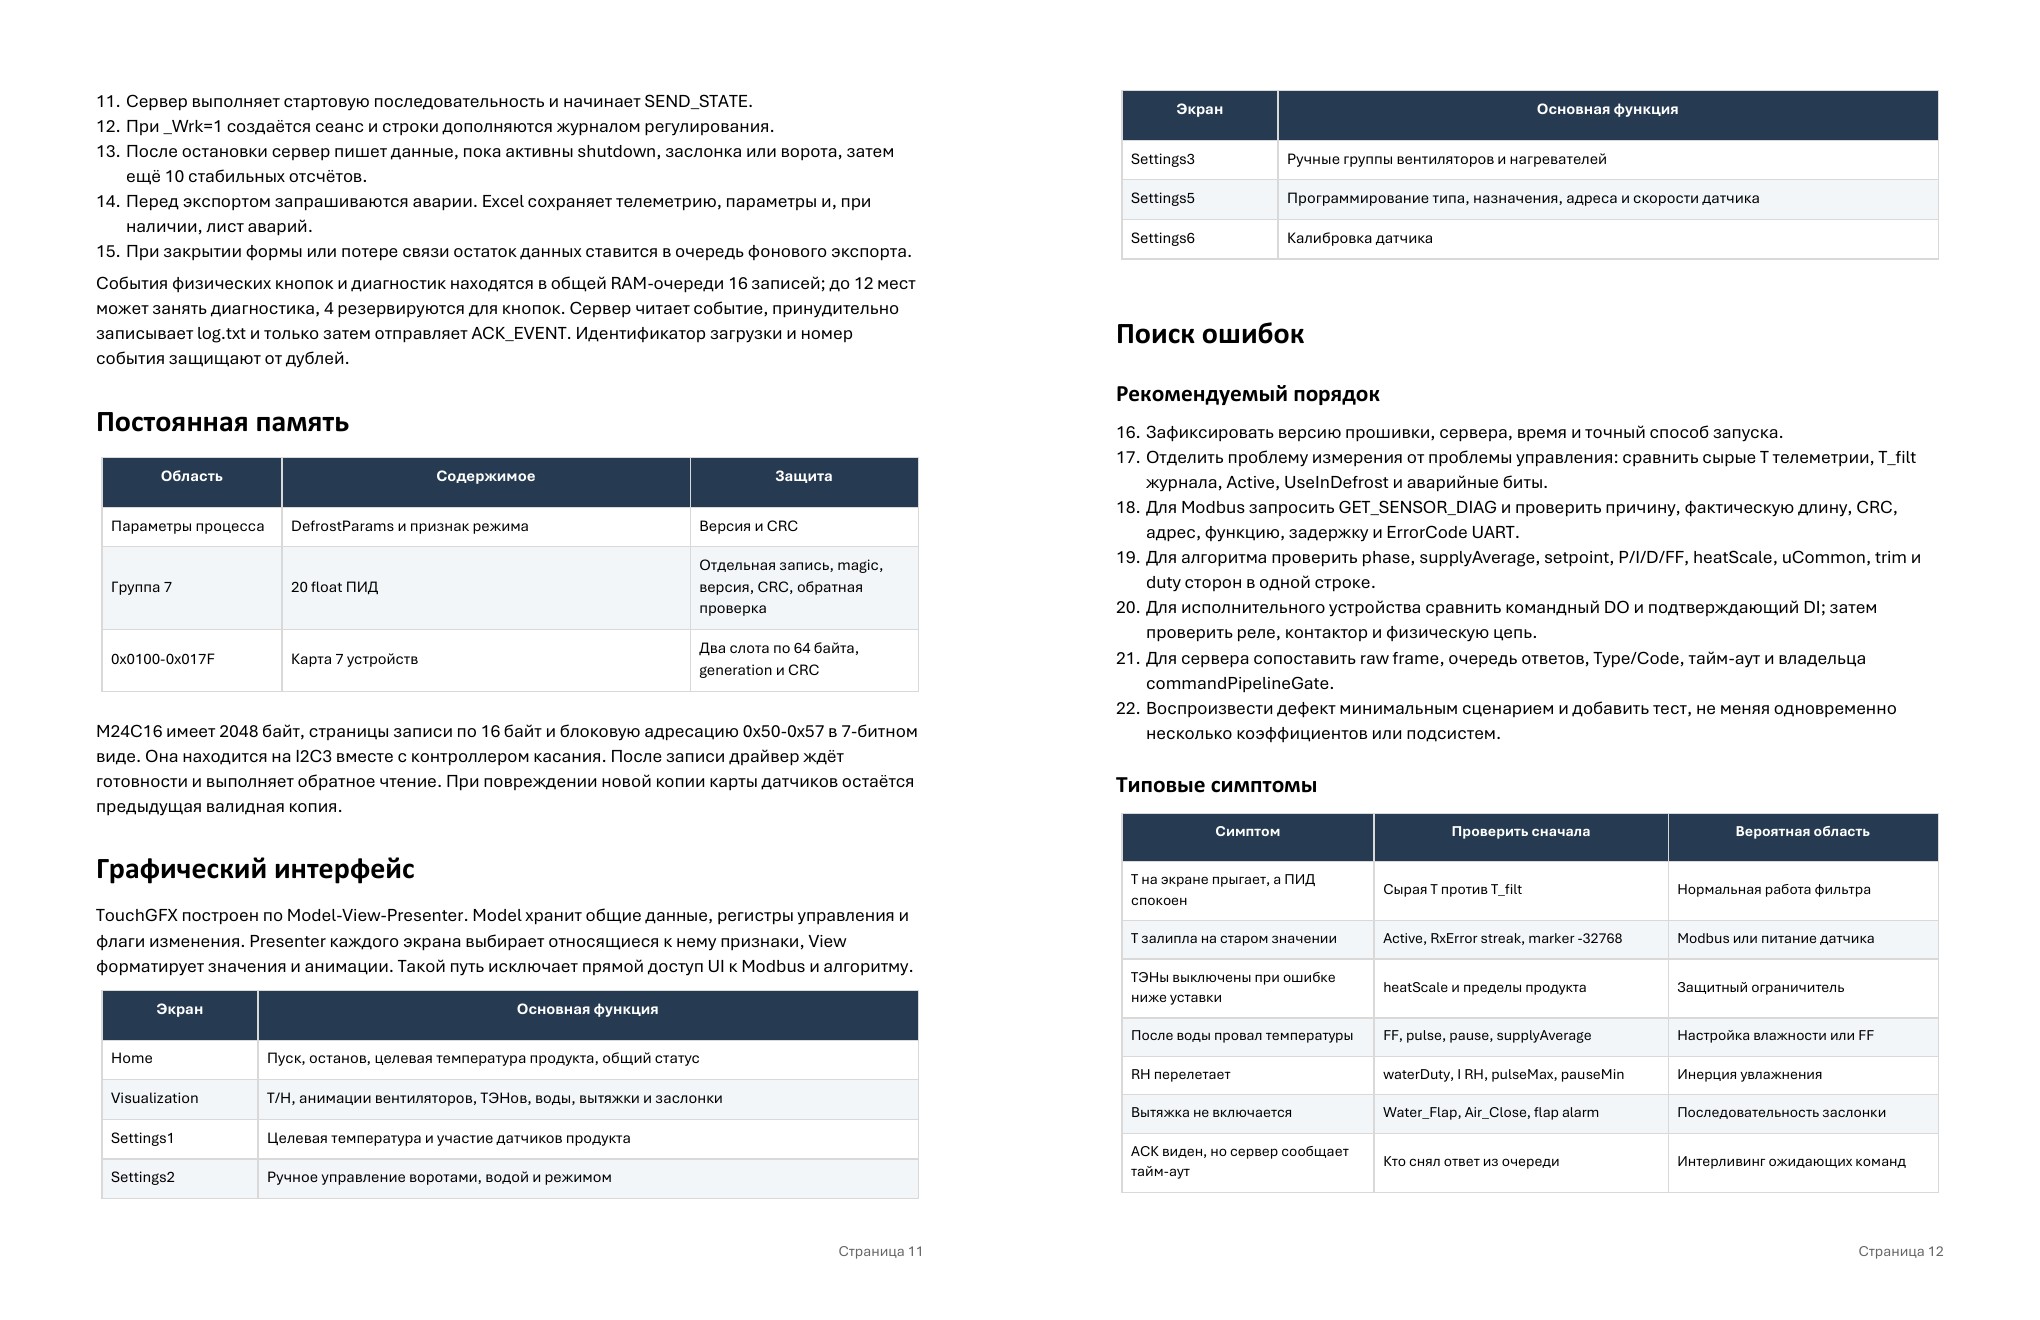 11. Сервер выполняет стартовую последовательность и начинает SEND_STATE.
12. При _Wrk=1 создаётся сеанс и строки дополняются журналом регулирования.
13. После остановки сервер пишет данные, пока активны shutdown, заслонка или ворота, затем
ещё 10 стабильных отсчётов.
14. Перед экспортом запрашиваются аварии. Excel сохраняет телеметрию, параметры и, при
наличии, лист аварий.
15. При закрытии формы или потере связи остаток данных ставится в очередь фонового экспорта.
События физических кнопок и диагностик находятся в общей RAM-очереди 16 записей; до 12 мест
может занять диагностика, 4 резервируются для кнопок. Сервер читает событие, принудительно
записывает log.txt и только затем отправляет ACK_EVENT. Идентификатор загрузки и номер
события защищают от дублей.
Постоянная память
Область Содержимое Защита
Параметры процесса DefrostParams и признак режима Версия и CRC
Группа 7 20 float ПИД Отдельная запись, magic,
версия, CRC, обратная
проверка
0x0100-0x017F Карта 7 устройств Два слота по 64 байта,
generation и CRC
M24C16 имеет 2048 байт, страницы записи по 16 байт и блоковую адресацию 0x50-0x57 в 7-битном
виде. Она находится на I2C3 вместе с контроллером касания. После записи драйвер ждёт
готовности и выполняет обратное чтение. При повреждении новой копии карты датчиков остаётся
предыдущая валидная копия.
Графический интерфейс
TouchGFX построен по Model-View-Presenter. Model хранит общие данные, регистры управления и
флаги изменения. Presenter каждого экрана выбирает относящиеся к нему признаки, View
форматирует значения и анимации. Такой путь исключает прямой доступ UI к Modbus и алгоритму.
Экран Основная функция
Home Пуск, останов, целевая температура продукта, общий статус
Visualization T/H, анимации вентиляторов, ТЭНов, воды, вытяжки и заслонки
Settings1 Целевая температура и участие датчиков продукта
Settings2 Ручное управление воротами, водой и режимом
Страница 11
Экран Основная функция
Settings3 Ручные группы вентиляторов и нагревателей
Settings5 Программирование типа, назначения, адреса и скорости датчика
Settings6 Калибровка датчика
Поиск ошибок
Рекомендуемый порядок
16. Зафиксировать версию прошивки, сервера, время и точный способ запуска.
17. Отделить проблему измерения от проблемы управления: сравнить сырые T телеметрии, T_filt
журнала, Active, UseInDefrost и аварийные биты.
18. Для Modbus запросить GET_SENSOR_DIAG и проверить причину, фактическую длину, CRC,
адрес, функцию, задержку и ErrorCode UART.
19. Для алгоритма проверить phase, supplyAverage, setpoint, P/I/D/FF, heatScale, uCommon, trim и
duty сторон в одной строке.
20. Для исполнительного устройства сравнить командный DO и подтверждающий DI; затем
проверить реле, контактор и физическую цепь.
21. Для сервера сопоставить raw frame, очередь ответов, Type/Code, тайм-аут и владельца
commandPipelineGate.
22. Воспроизвести дефект минимальным сценарием и добавить тест, не меняя одновременно
несколько коэффициентов или подсистем.
Типовые симптомы
Симптом Проверить сначала Вероятная область
T на экране прыгает, а ПИД
спокоен Сырая T против T_filt Нормальная работа фильтра
T залипла на старом значении Active, RxError streak, marker -32768 Modbus или питание датчика
ТЭНы выключены при ошибке
ниже уставки heatScale и пределы продукта Защитный ограничитель
После воды провал температуры FF, pulse, pause, supplyAverage Настройка влажности или FF
RH перелетает waterDuty, I RH, pulseMax, pauseMin Инерция увлажнения
Вытяжка не включается Water_Flap, Air_Close, flap alarm Последовательность заслонки
ACK виден, но сервер сообщает
тайм-аут Кто снял ответ из очереди Интерливинг ожидающих команд
Страница 12